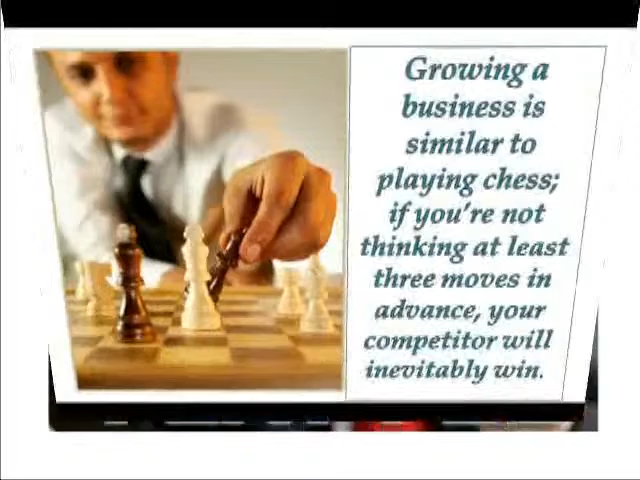 Growing a
business is
similar to
playing chess;
if you're not
thinking at least
three moves in
advance, your
competitor will
inevitably win.